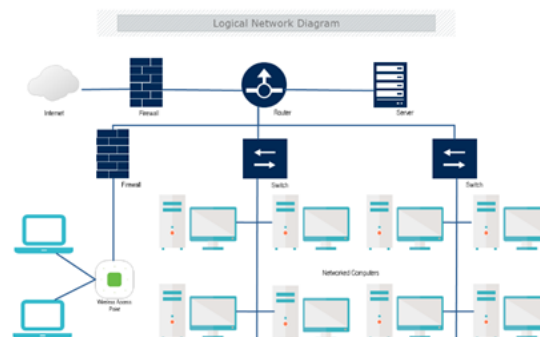 Logical Network Diagram
Internet
Firewall
Router
Server
Firewall
Switch
Switch
Networked Computers
Wireless Access
Point